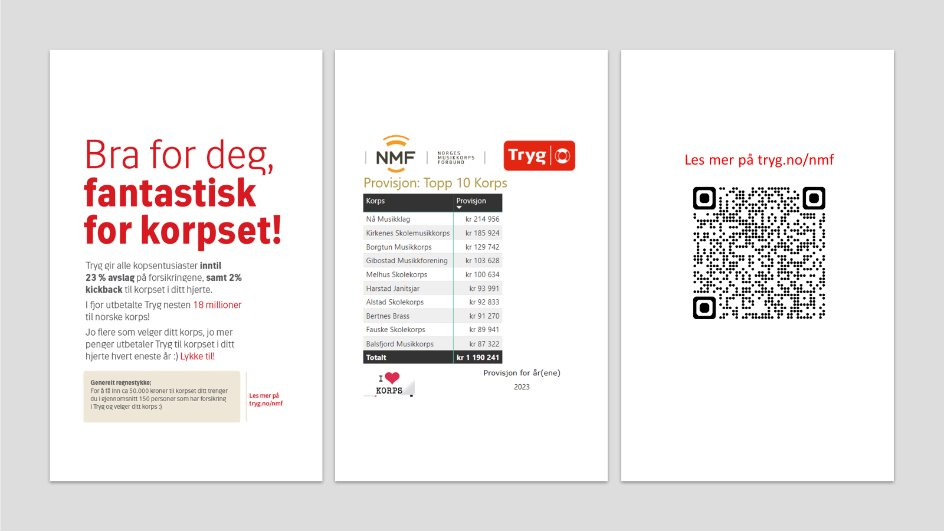 Bra for deg,
fantastisk
for korpset!
Tryg gir alle kopsentusiaster inntil
23 % avslag på forsikringene, samt 2%
kickback til korpset i ditt hjerte.
I fjor utbetalte Tryg nesten 18 millioner
til norske korps!
Jo flere som velger ditt korps, jo mer
penger utbetaler Tryg til korpset i ditt
hjerte hvert eneste år :) Lykke til!
Generelt regnestykke:
For å få inn ca 50.000 kroner til korpset ditt trenger
du i gjennomsnitt 150 personer som har forsikring
i Tryg og velger ditt korps :)
Les mer på
tryg.no/nmf
NMF
NORGES
MUSIKKORPS
FORBUND
Tryg
Provisjon: Topp 10 Korps
Korps Provisjon
Nå Musikklag kr 214 956
Kirkenes Skolemusikkorps kr 185 924
Borgtun Musikkorps kr 129 742
Gibostad Musikkforening kr 103 628
Melhus Skolekorps kr 100 634
Harstad Janitsjar kr 93 991
Alstad Skolekorps kr 92 833
Bertnes Brass kr 91 270
Fauske Skolekorps kr 89 941
Balsfjord Musikkorps kr 87 322
Totalt kr 1 190 241
I
KORPS
Provisjon for år(ene)
2023
Les mer på tryg.no/nmf